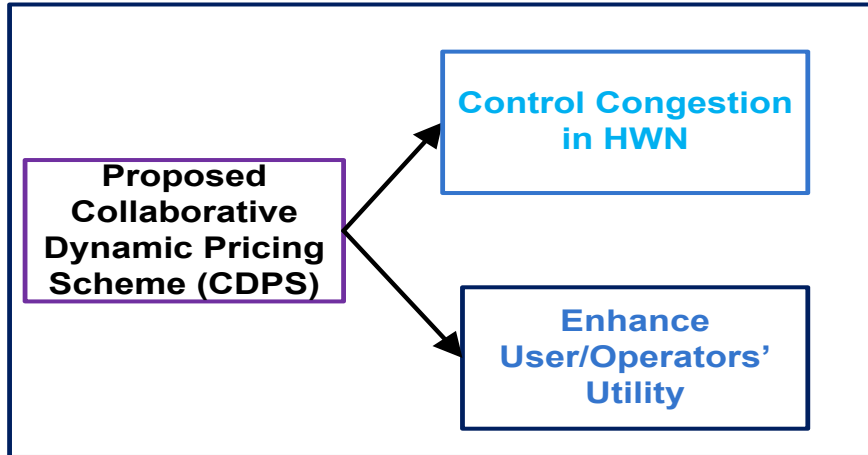 Proposed
Collaborative
Dynamic Pricing
Scheme (CDPS)
Control Congestion
in HWN
Enhance
User/Operators’
Utility